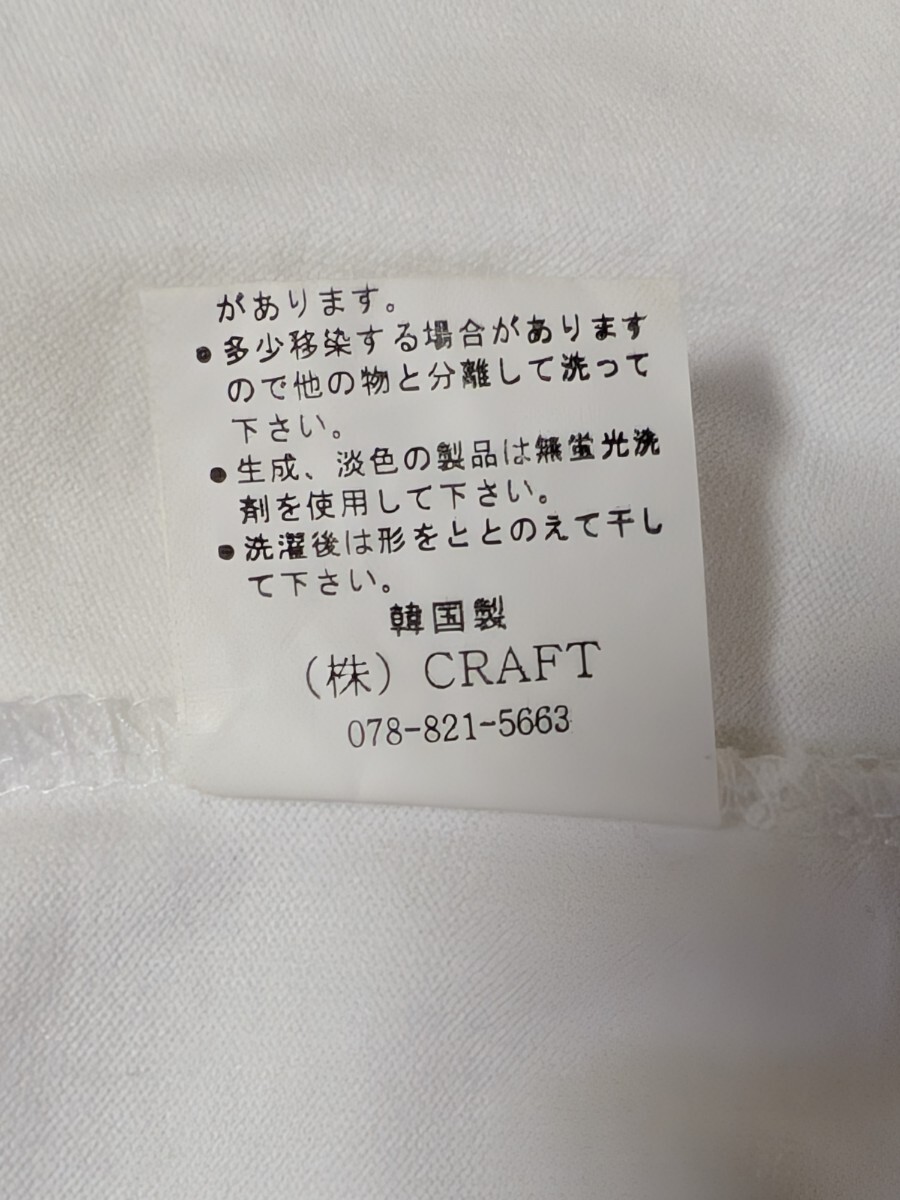 があります。
●多少移染する場合があります
ので他の物と分離して洗って
下さい。
●生成、淡色の製品は無蛍光洗
剤を使用して下さい。
●洗濯後は形をととのえて干し
て下さい。
韓国製
（株）CRAFT
078-821-5663